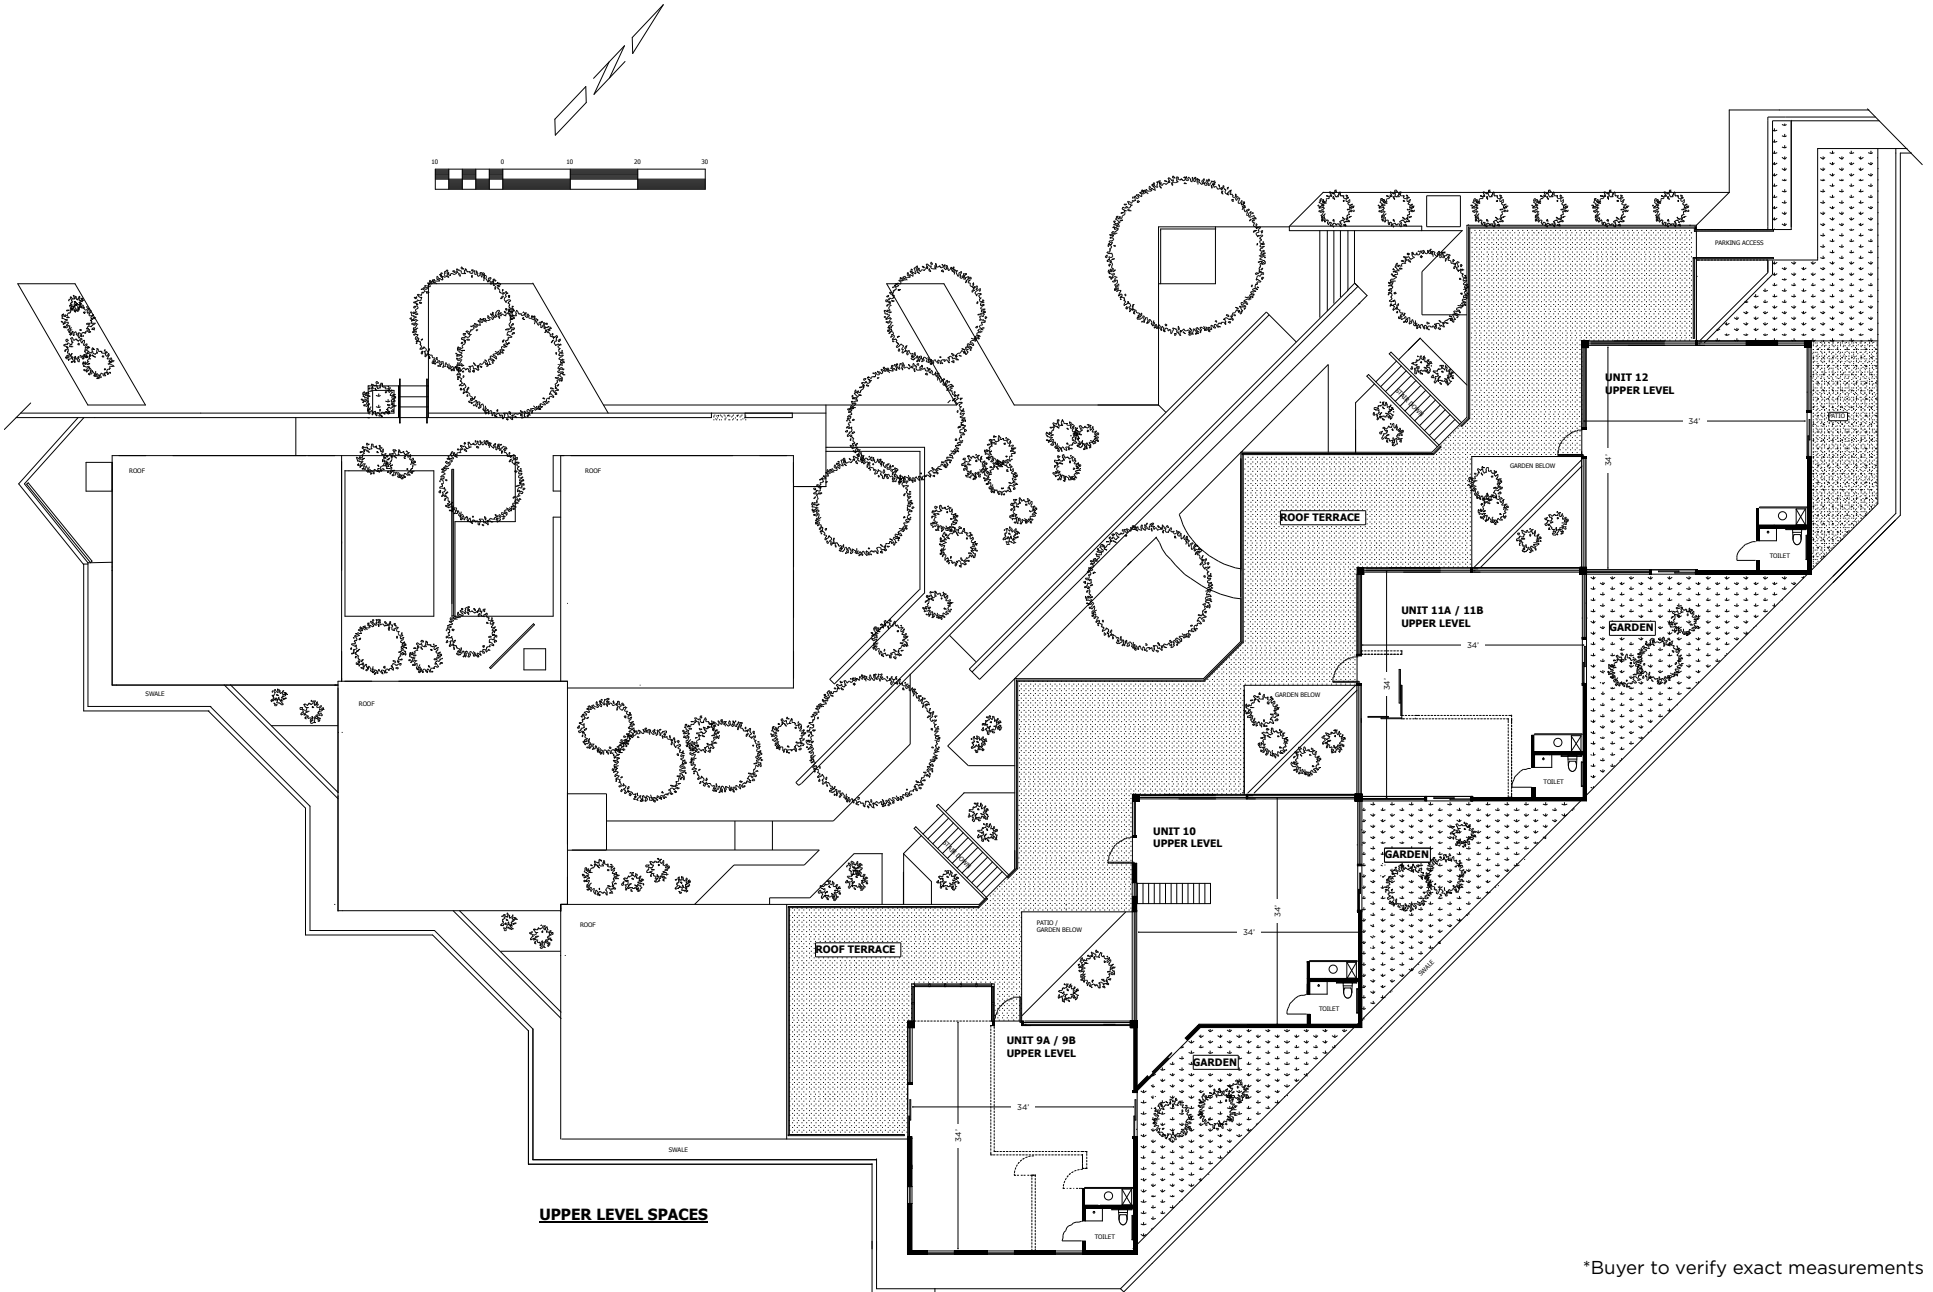 N
10 0 10 20 30
PARKING ACCESS
UNIT 12
UPPER LEVEL
34'
34'
PATIO
ROOF
ROOF
GARDEN BELOW
ROOF TERRACE
TOILET
UNIT 11A / 11B
UPPER LEVEL
34'
34'
GARDEN
SWALE
ROOF
GARDEN BELOW
TOILET
UNIT 10
UPPER LEVEL
GARDEN
34'
34'
PATIO /
GARDEN BELOW
ROOF
ROOF TERRACE
SWALE
TOILET
UNIT 9A / 9B
UPPER LEVEL
GARDEN
34'
34'
SWALE
TOILET
UPPER LEVEL SPACES
*Buyer to verify exact measurements